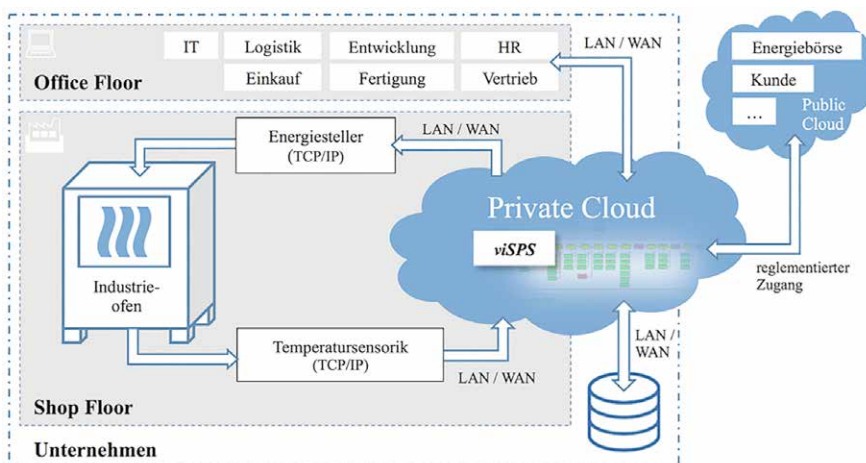 IT
Logistik
Entwicklung
HR
Office Floor
Einkauf
Fertigung
Vertrieb
LAN / WAN
Energiebörse
Kunde
...
Public
Cloud
Energiesteller
(TCP/IP)
LAN / WAN
Private Cloud
viSPS
Industrie-
ofen
reglementierter
Zugang
Temperatursensorik
(TCP/IP)
LAN / WAN
LAN /
WAN
Shop Floor
Unternehmen